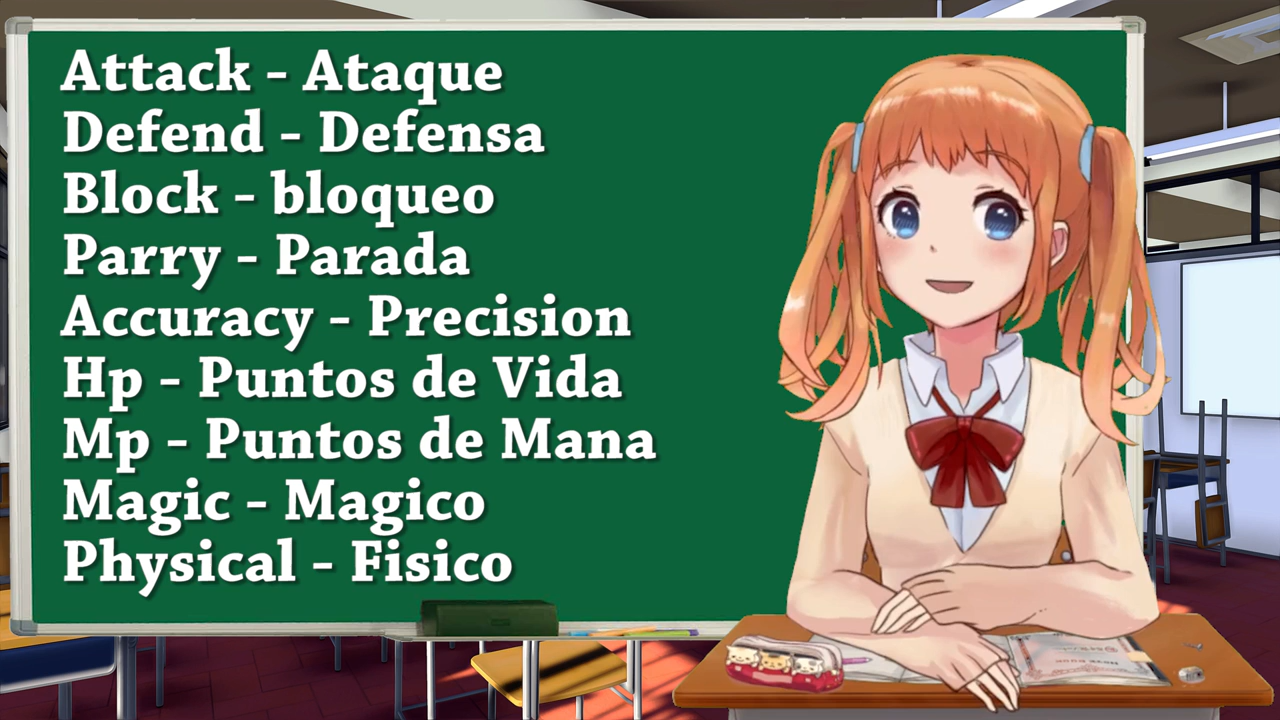 Attack - Ataque
Defend - Defensa
Block - bloqueo
Parry - Parada
Accuracy - Precision
Hp - Puntos de Vida
Mp - Puntos de Mana
Magic - Magico
Physical - Fisico